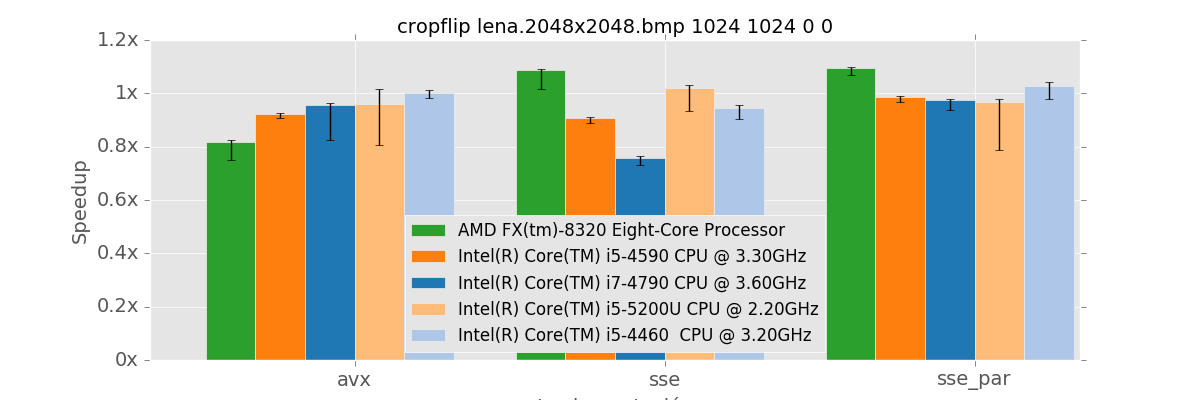 cropflip lena.2048x2048.bmp 1024 1024 0 0
1.2x
1x
0.8x
0.6x
0.4x
0.2x
0x
Speedup
AMD FX(tm)-8320 Eight-Core Processor
Intel(R) Core(TM) i5-4590 CPU @ 3.30GHz
Intel(R) Core(TM) i7-4790 CPU @ 3.60GHz
Intel(R) Core(TM) i5-5200U CPU @ 2.20GHz
Intel(R) Core(TM) i5-4460  CPU @ 3.20GHz
avx
sse
sse_par